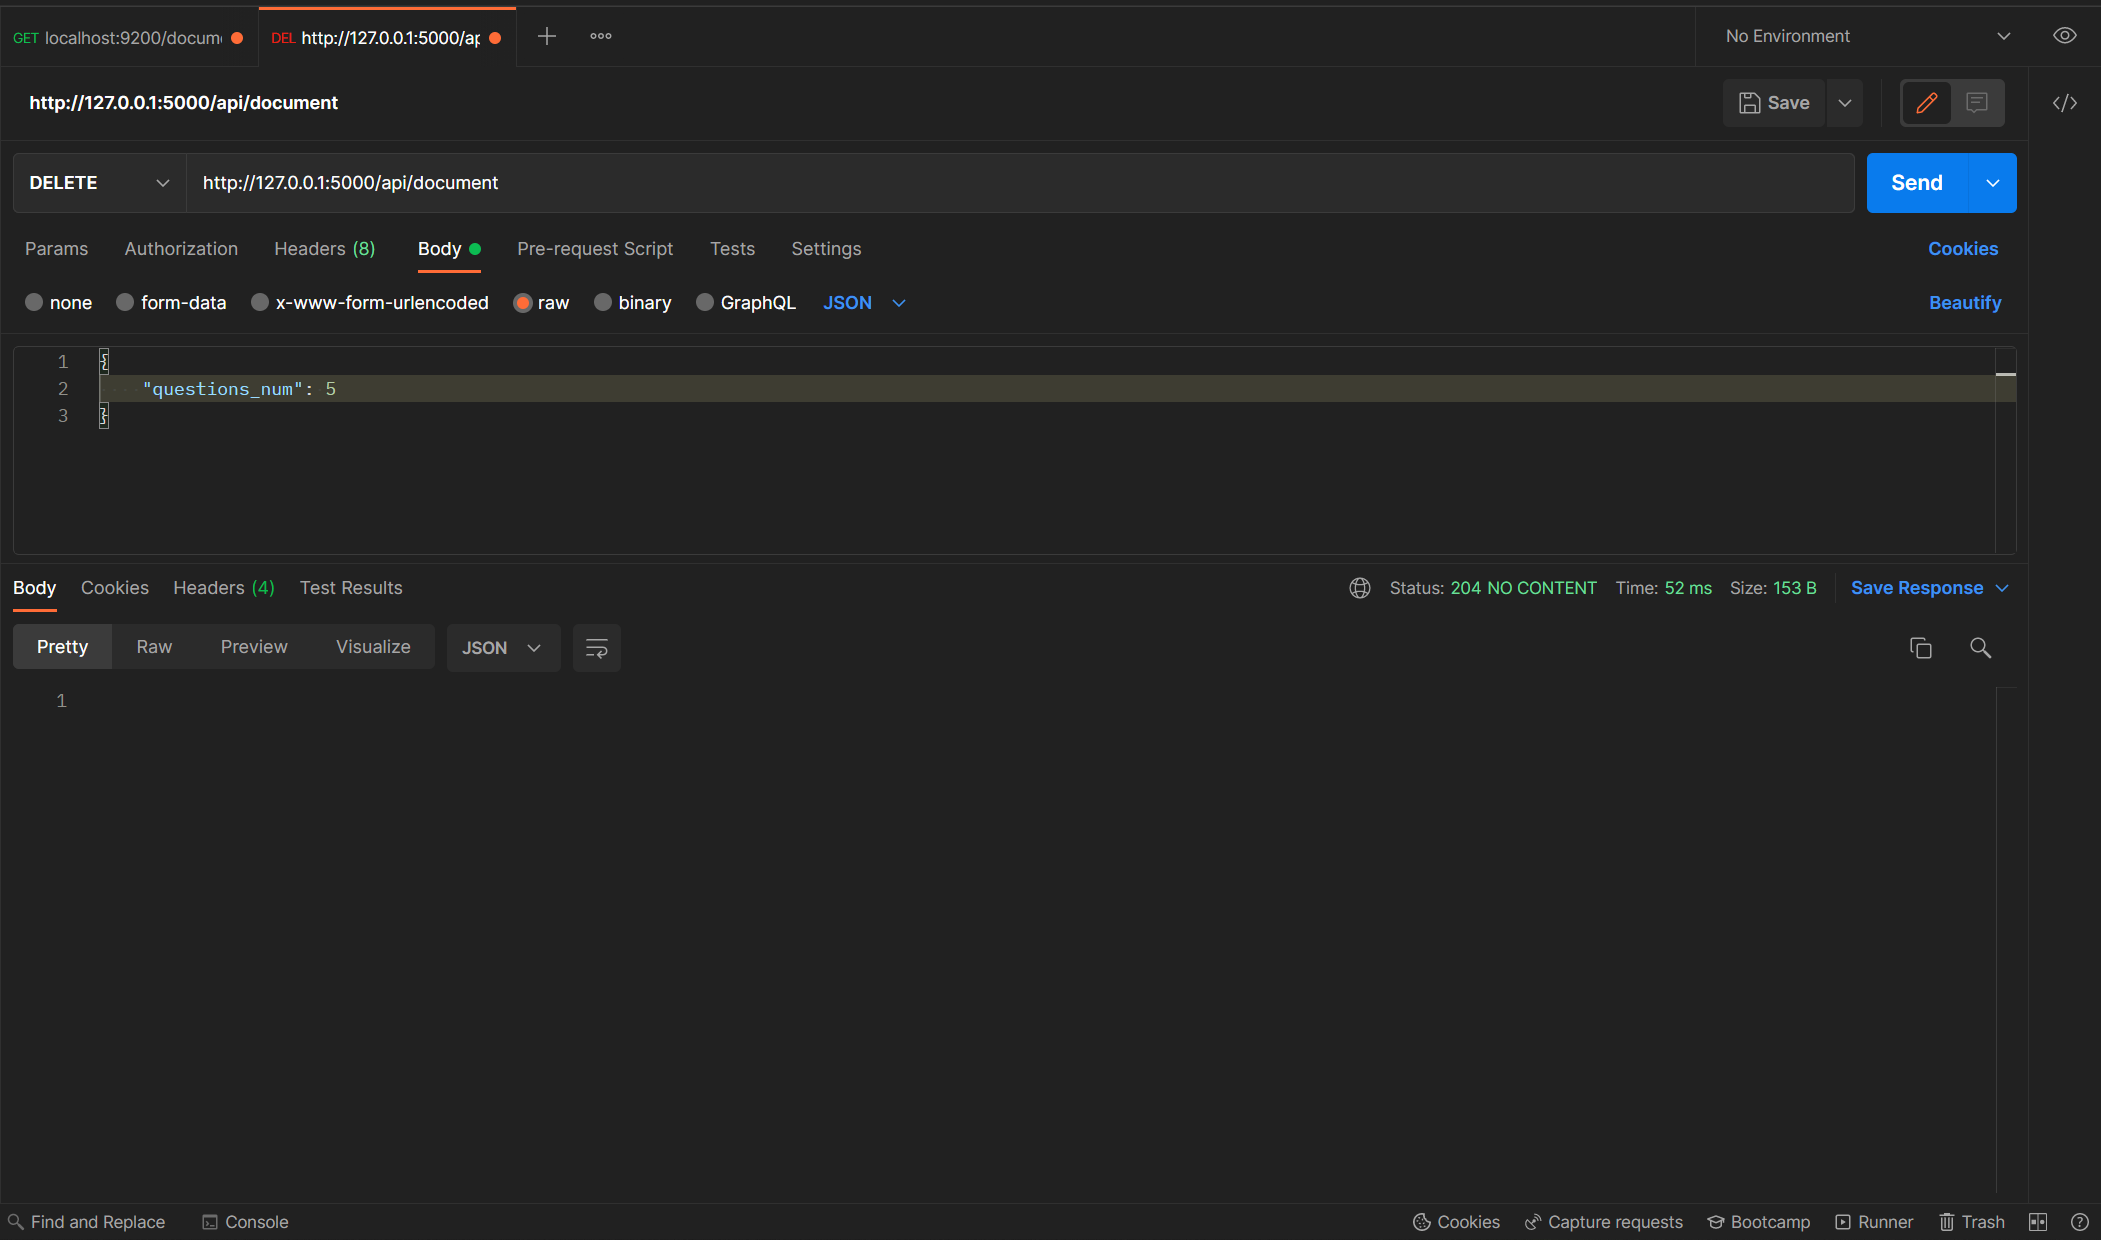 GET localhost:9200/docum
DEL http://127.0.0.1:5000/ap
No Environment
http://127.0.0.1:5000/api/document
Save
DELETE
http://127.0.0.1:5000/api/document
Send
Params Authorization Headers (8) Body Pre-request Script Tests Settings Cookies
none form-data x-www-form-urlencoded raw binary GraphQL JSON Beautify
1 {
2 "questions_num": 5
3 }
Body Cookies Headers (4) Test Results Status: 204 NO CONTENT Time: 52 ms Size: 153 B Save Response
Pretty Raw Preview Visualize JSON
1
Find and Replace Console Cookies Capture requests Bootcamp Runner Trash